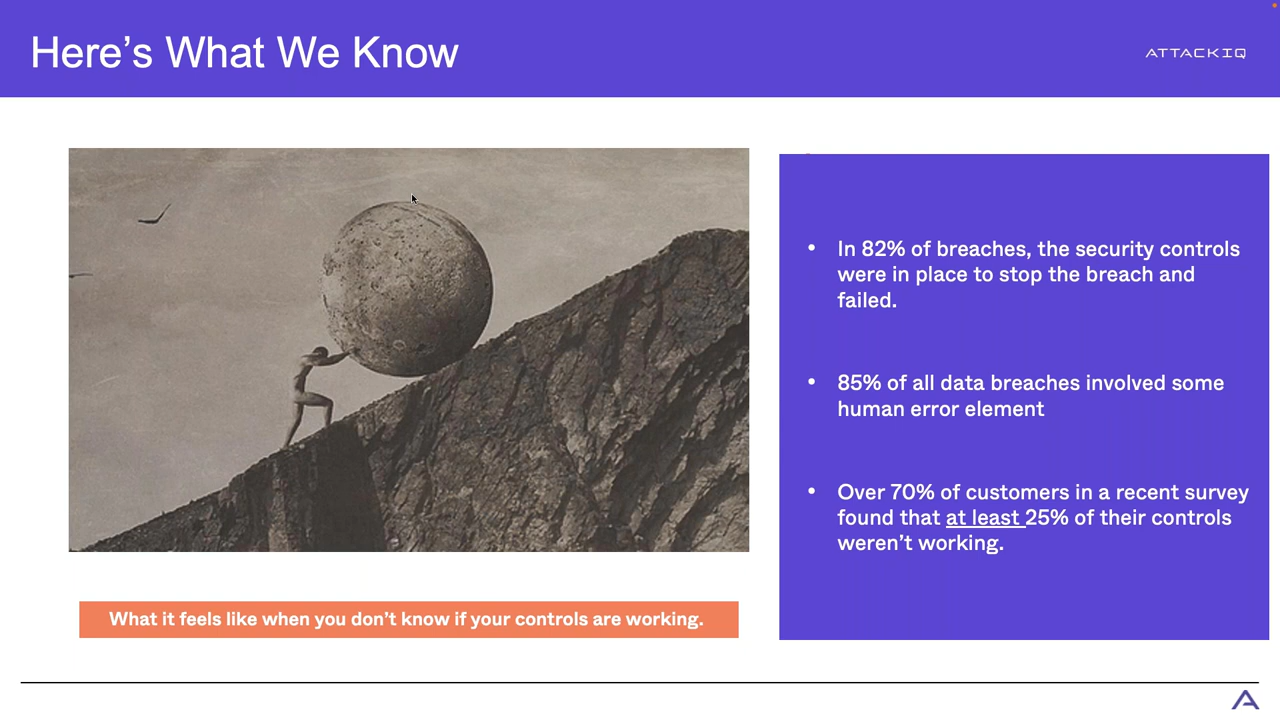 Here’s What We Know
ATTACKIQ
• In 82% of breaches, the security controls
were in place to stop the breach and
failed.
• 85% of all data breaches involved some
human error element
• Over 70% of customers in a recent survey
found that at least 25% of their controls
weren’t working.
What it feels like when you don’t know if your controls are working.